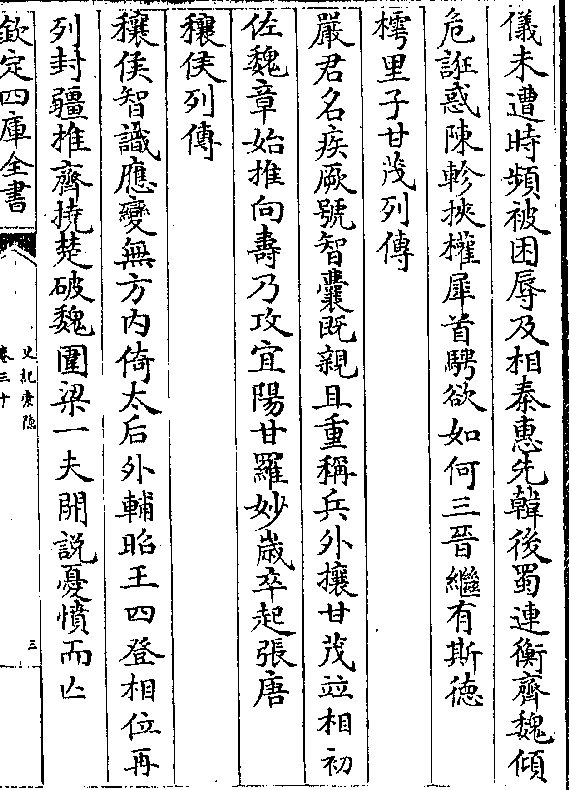 儀未遭時頻被困辱及相秦惠先韓後蜀連衡齊魏傾
危誑惑陳軫挾權犀首騁欲如何三晉繼有斯德
樗里子甘茂列傳
嚴君名疾厥號智囊既親且重稱兵外攘甘茂竝相初
佐魏章始推向壽乃攻宜陽甘羅妙歲卒起張唐
穰侯列傳
穰侯智識應變無方内倚太后外輔昭王四登相位再
列封疆摧齊撓楚破魏圍梁一夫開說憂憤而亡
欽定四庫全書
史記索隱
卷三十
三